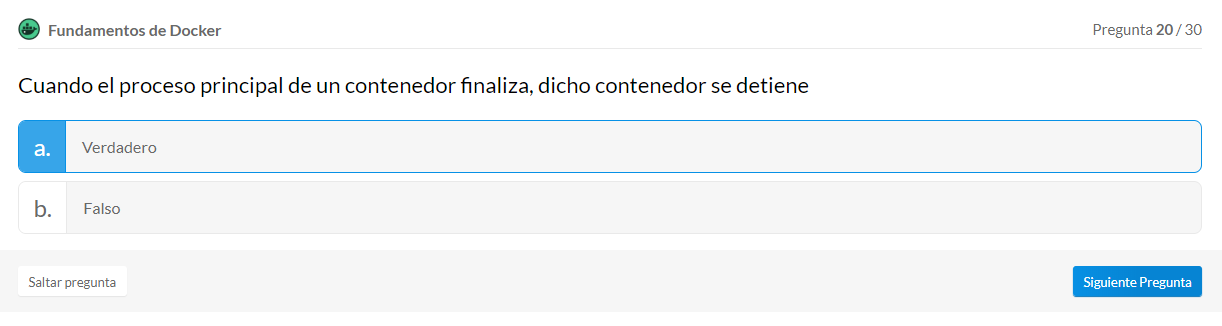 Fundamentos de Docker
Pregunta 20 / 30
Cuando el proceso principal de un contenedor finaliza, dicho contenedor se detiene
a. Verdadero
b. Falso
Saltar pregunta
Siguiente Pregunta